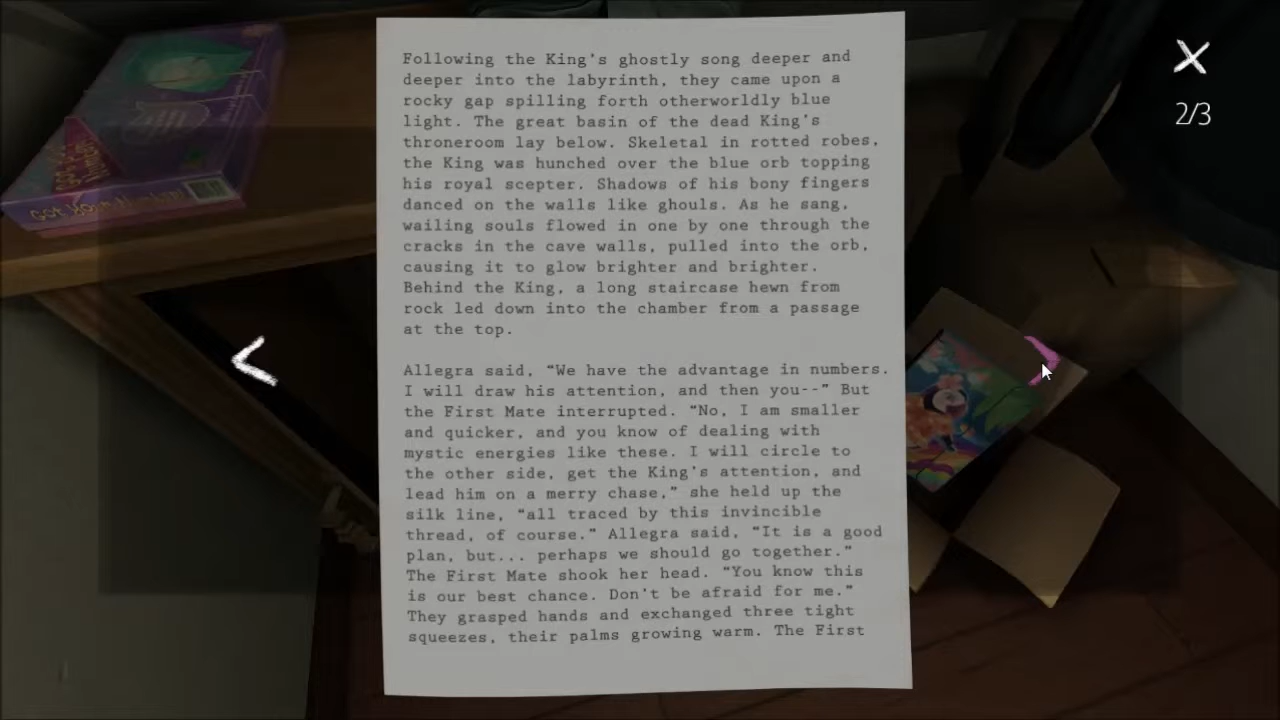 Following the King's ghostly song deeper and
deeper into the labyrinth, they came upon a
rocky gap spilling forth otherworldly blue
light. The great basin of the dead King's
throneroom lay below. Skeletal in rotted robes,
the King was hunched over the blue orb topping
his royal scepter. Shadows of his bony fingers
danced on the walls like ghouls. As he sang,
wailing souls flowed in one by one through the
cracks in the cave walls, pulled into the orb,
causing it to glow brighter and brighter.
Behind the King, a long staircase hewn from
rock led down into the chamber from a passage
at the top.
Allegra said, “We have the advantage in numbers.
I will draw his attention, and then you--” But
the First Mate interrupted. “No, I am smaller
and quicker, and you know of dealing with
mystic energies like these. I will circle to
the other side, get the King's attention, and
lead him on a merry chase,” she held up the
silk line, “all traced by this invincible
thread, of course.” Allegra said, “It is a good
plan, but... perhaps we should go together.”
The First Mate shook her head. “You know this
is our best chance. Don't be afraid for me.”
They grasped hands and exchanged three tight
squeezes, their palms growing warm. The First
2/3